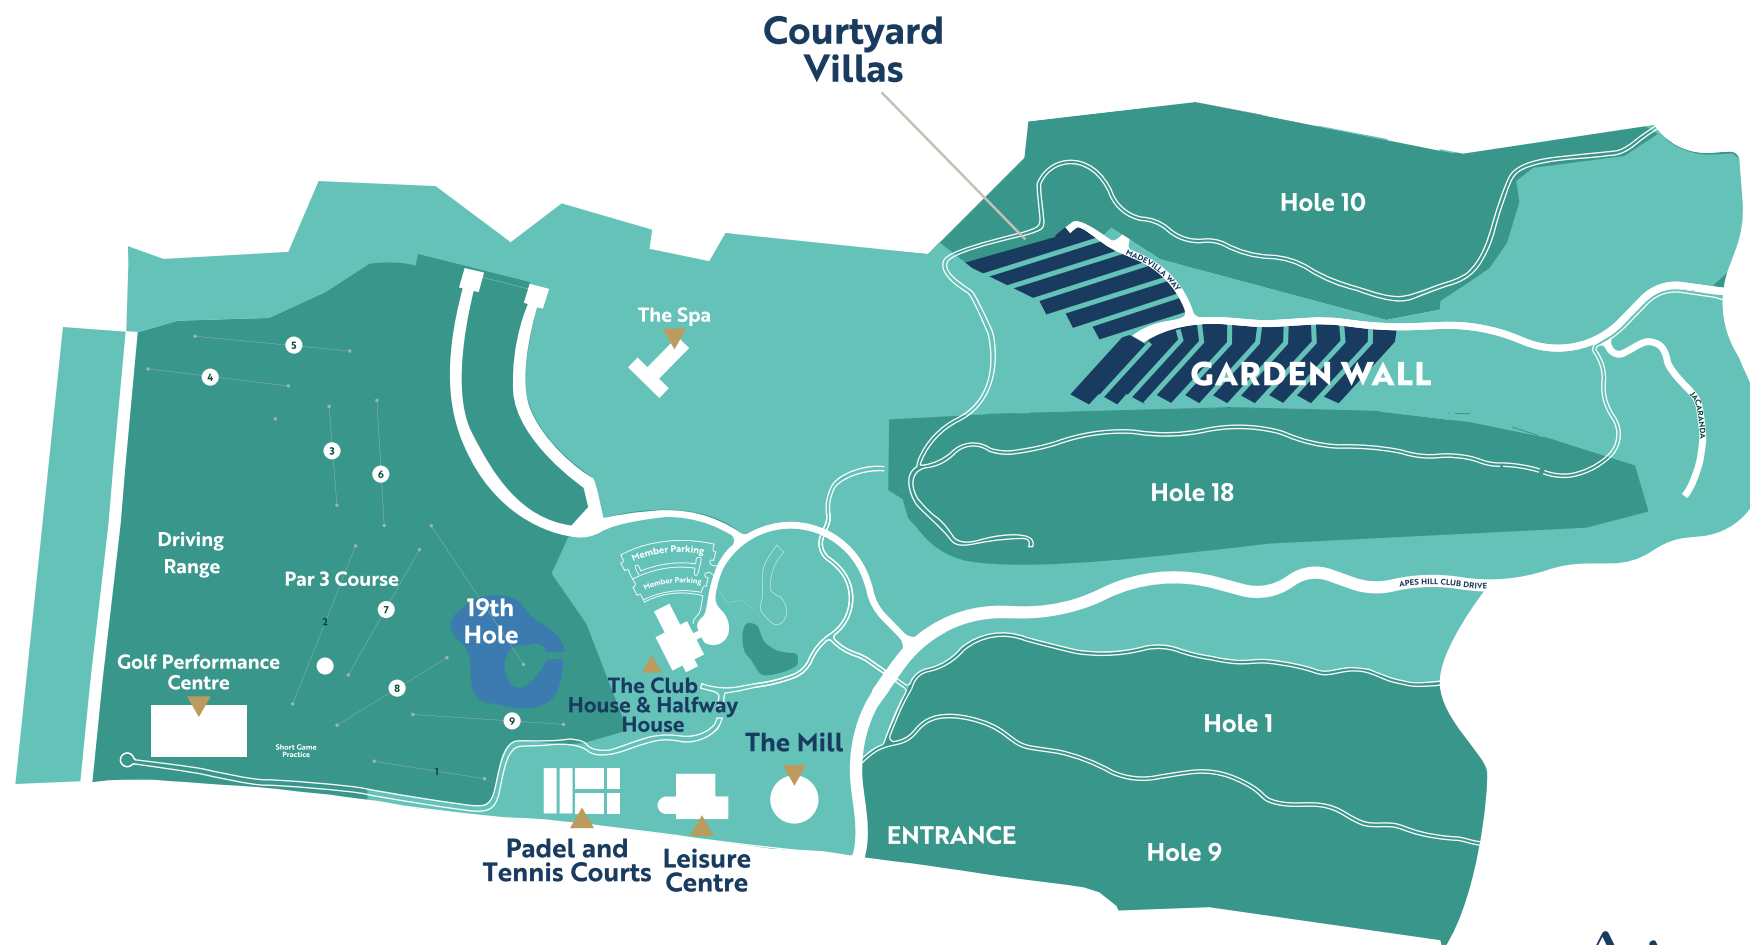 Courtyard
Villas
Hole 10
MADEVILLA WAY
The Spa
5
4
GARDEN WALL
JACARANDA
3
6
Hole 18
Driving
Range
Member Parking
Member Parking
Par 3 Course
APES HILL CLUB DRIVE
7
19th
Hole
2
Golf Performance
Centre
8
The Club
House & Halfway
House
9
Hole 1
Short Game
Practice
The Mill
1
ENTRANCE
Hole 9
Padel and
Tennis Courts
Leisure
Centre